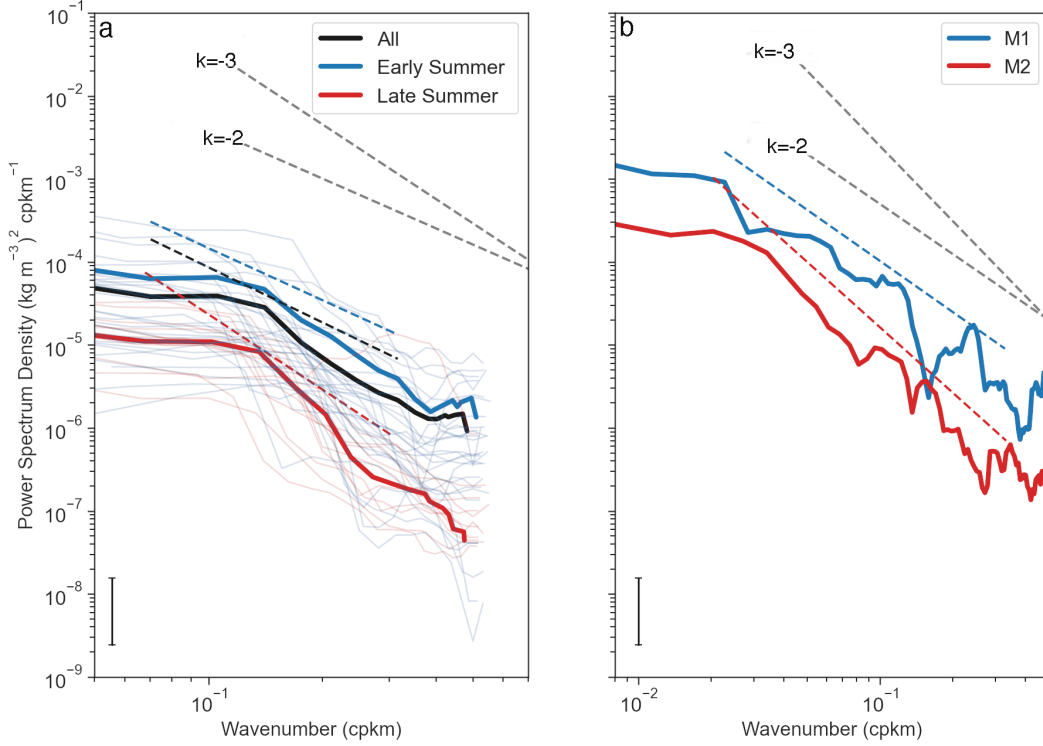 a
All
Early Summer
Late Summer
k=-3
k=-2
10⁻¹
10⁻²
10⁻³
10⁻⁴
10⁻⁵
10⁻⁶
10⁻⁷
10⁻⁸
10⁻⁹
Power Spectrum Density (kg m⁻³)² cpkm⁻¹
10⁻¹
Wavenumber (cpkm)
b
M1
M2
k=-3
k=-2
10⁻² 10⁻¹
Wavenumber (cpkm)